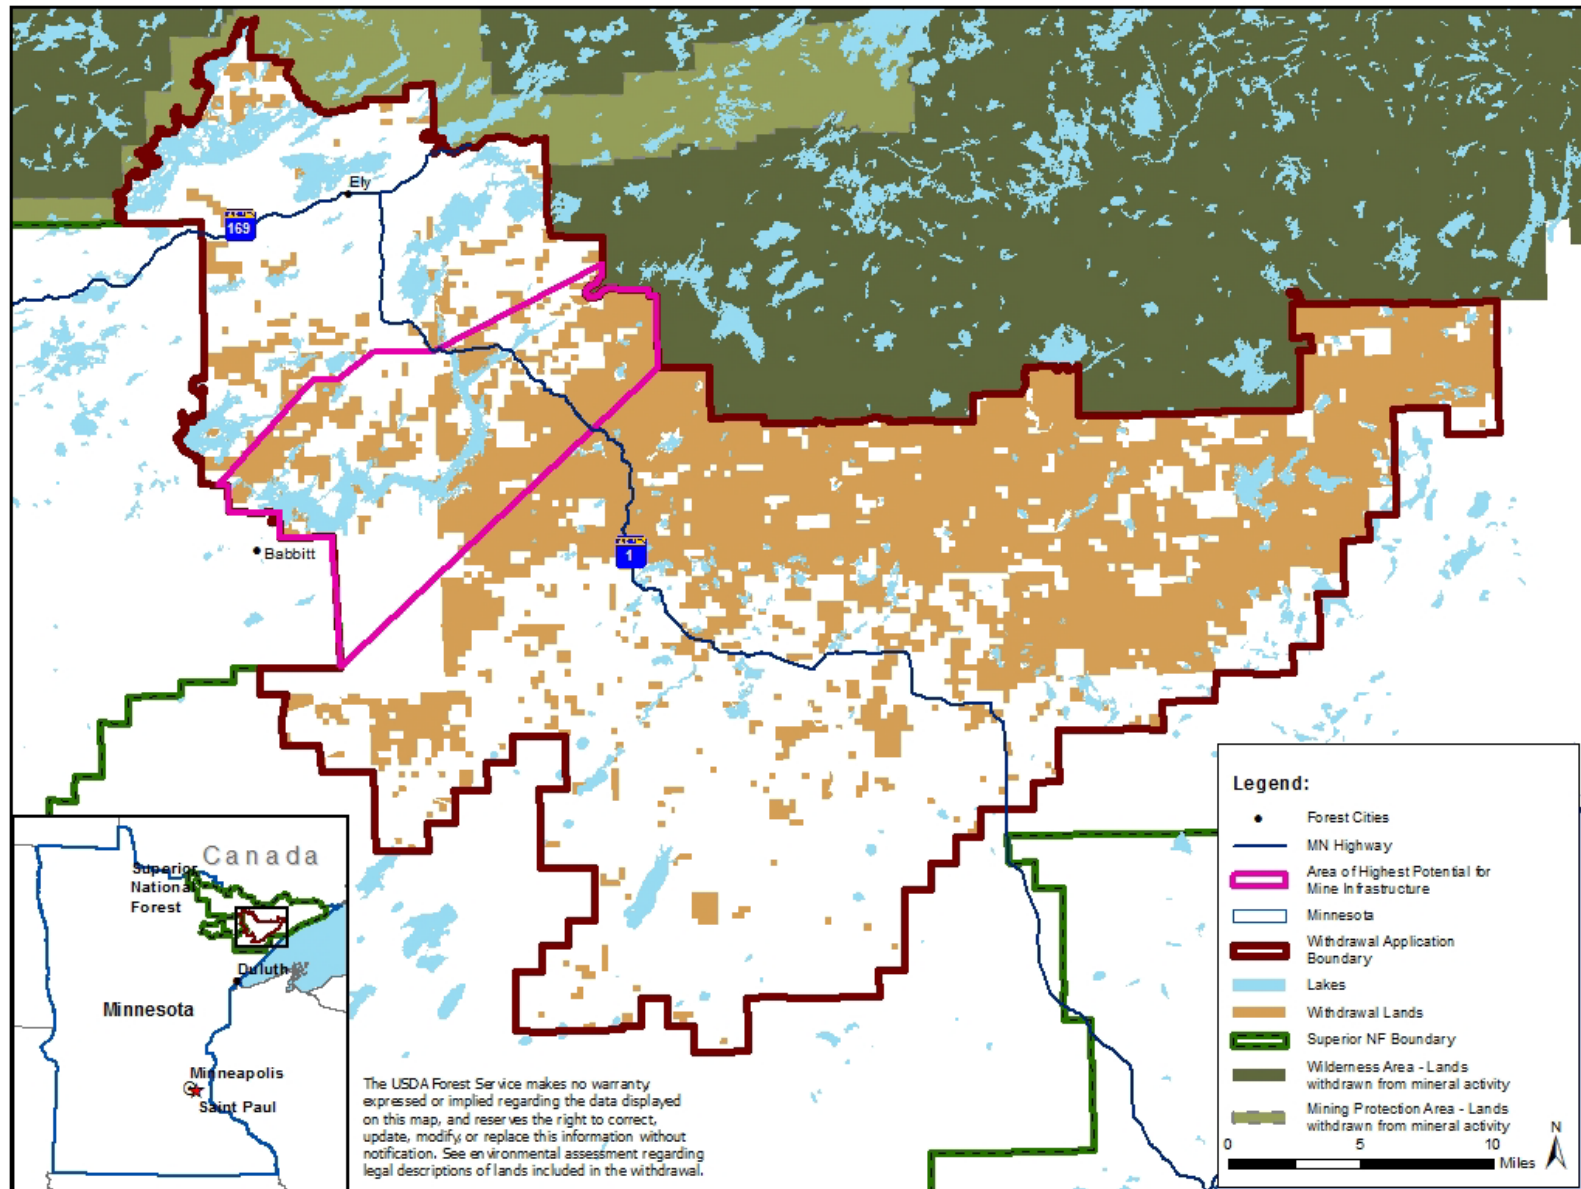 Ely
169
Babbitt
1
Canada
Superior
National
Forest
Duluth
Minnesota
Minneapolis
Saint Paul
The USDA Forest Service makes no warranty,
expressed or implied regarding the data displayed
on this map, and reserves the right to correct,
update, modify, or replace this information without
notification. See environmental assessment regarding
legal descriptions of lands included in the withdrawal.
Legend:
Forest Cities
MN Highway
Area of Highest Potential for
Mine Infrastructure
Minnesota
Withdrawal Application
Boundary
Lakes
Withdrawal Lands
Superior NF Boundary
Wilderness Area - Lands
withdrawn from mineral activity
Mining Protection Area - Lands
withdrawn from mineral activity
0 5 10
Miles
N